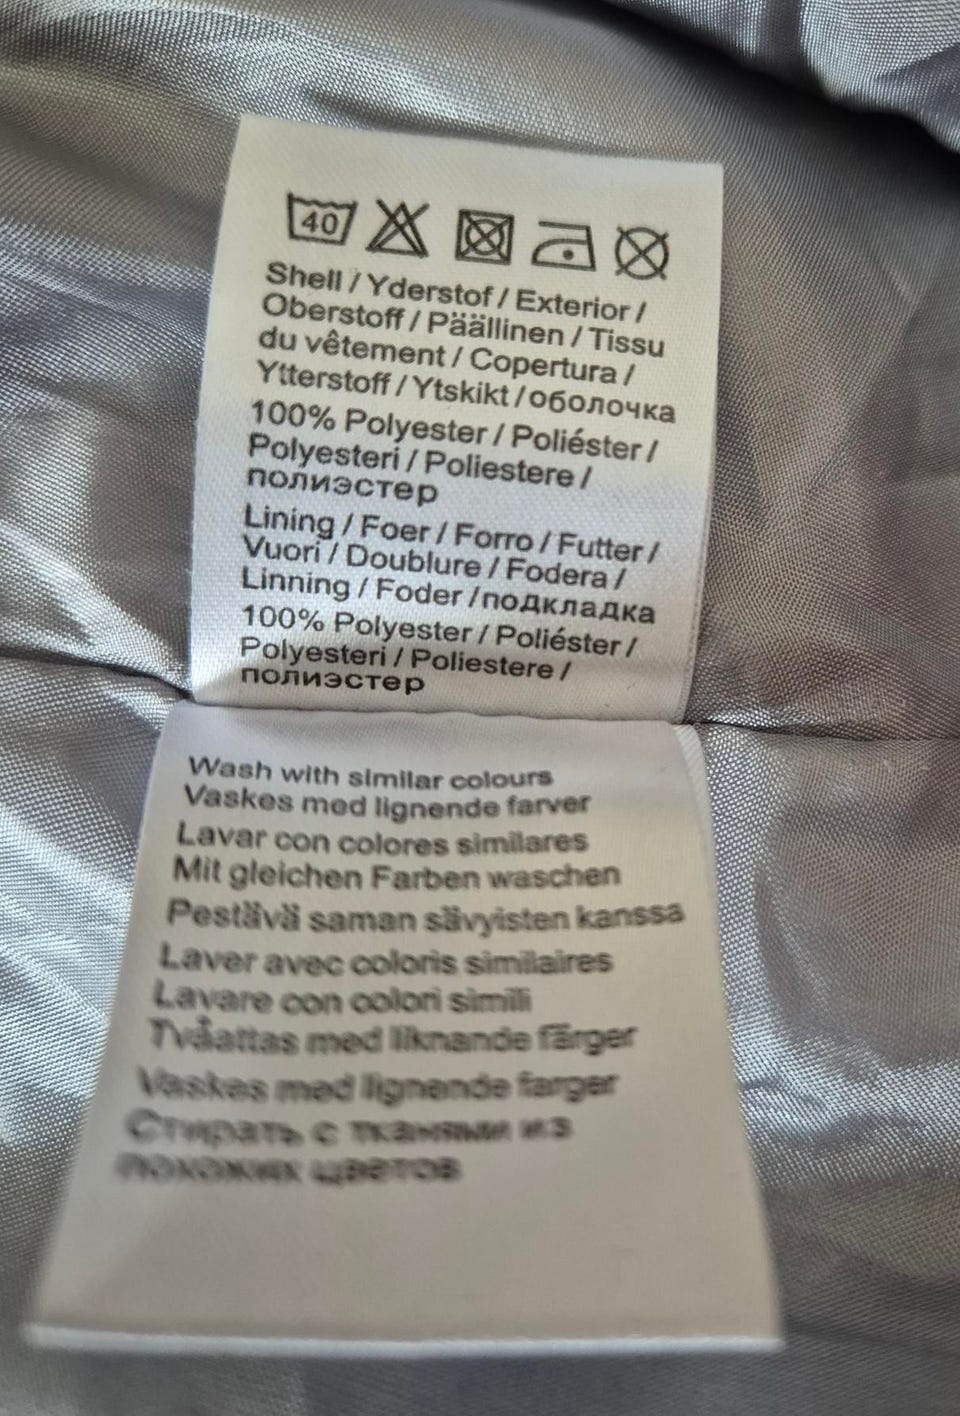 40
Shell / Yderstof / Exterior /
Oberstoff / Päällinen / Tissu
du vêtement / Copertura /
Ytterstoff / Ytskikt / оболочка
100% Polyester / Poliéster /
Polyesteri / Poliestere /
полиэстер
Lining / Foer / Forro / Futter /
Vuori / Doublure / Fodera /
Linning / Foder / подкладка
100% Polyester / Poliéster /
Polyesteri / Poliestere /
полиэстер
Wash with similar colours
Vaskes med lignende farver
Lavar con colores similares
Mit gleichen Farben waschen
Pestävä saman sävyisten kanssa
Laver avec coloris similaires
Lavare con colori simili
Tvåattas med liknande färger
Vaskes med lignende farger
Стирать с тканями из
похожих цветов